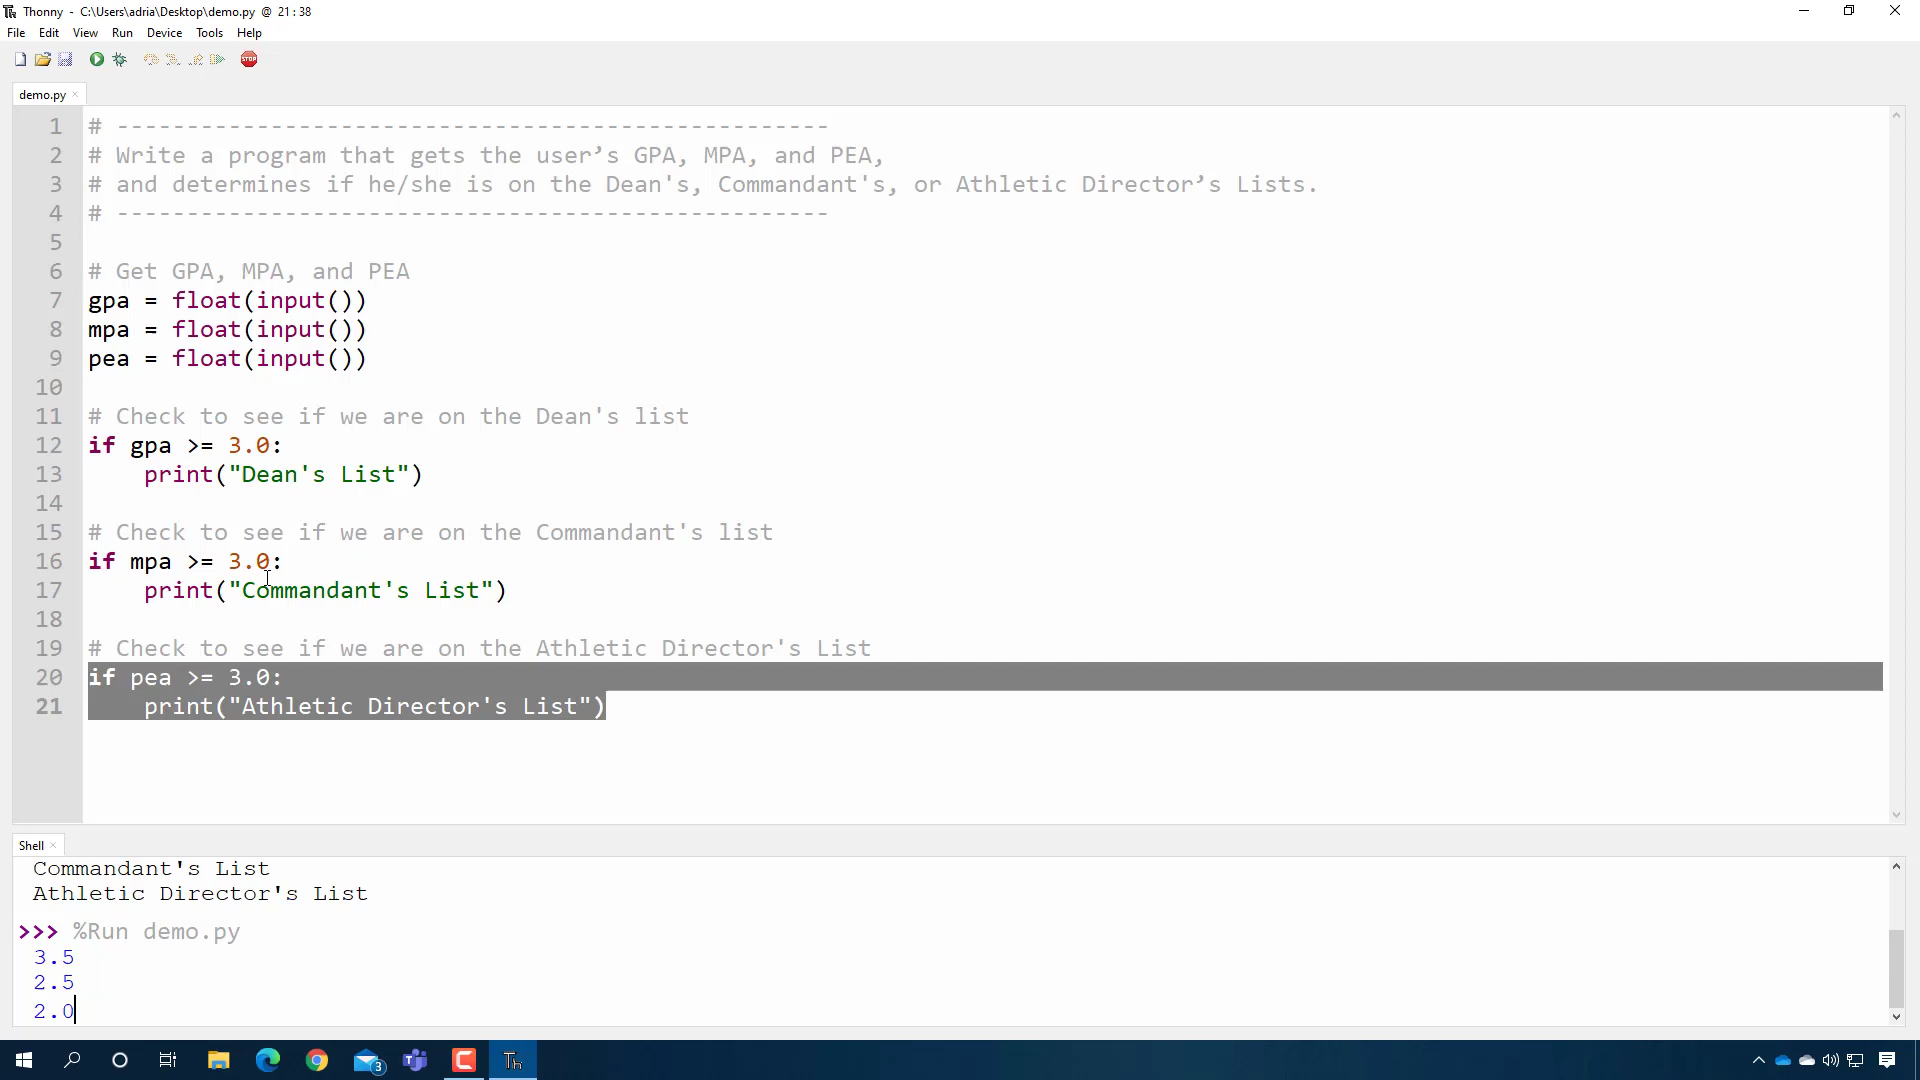 Th Thonny - C:\Users\adria\Desktop\demo.py @ 21 : 38
File Edit View Run Device Tools Help
STOP
demo.py ×
1 # ---------------------------------------------------
2 # Write a program that gets the user’s GPA, MPA, and PEA,
3 # and determines if he/she is on the Dean's, Commandant's, or Athletic Director’s Lists.
4 # ---------------------------------------------------
5
6 # Get GPA, MPA, and PEA
7 gpa = float(input())
8 mpa = float(input())
9 pea = float(input())
10
11 # Check to see if we are on the Dean's list
12 if gpa >= 3.0:
13     print("Dean's List")
14
15 # Check to see if we are on the Commandant's list
16 if mpa >= 3.0:
17     print("Commandant's List")
18
19 # Check to see if we are on the Athletic Director's List
20 if pea >= 3.0:
21     print("Athletic Director's List")
Shell ×
Commandant's List
Athletic Director's List
>>> %Run demo.py
3.5
2.5
2.0
3 C Th